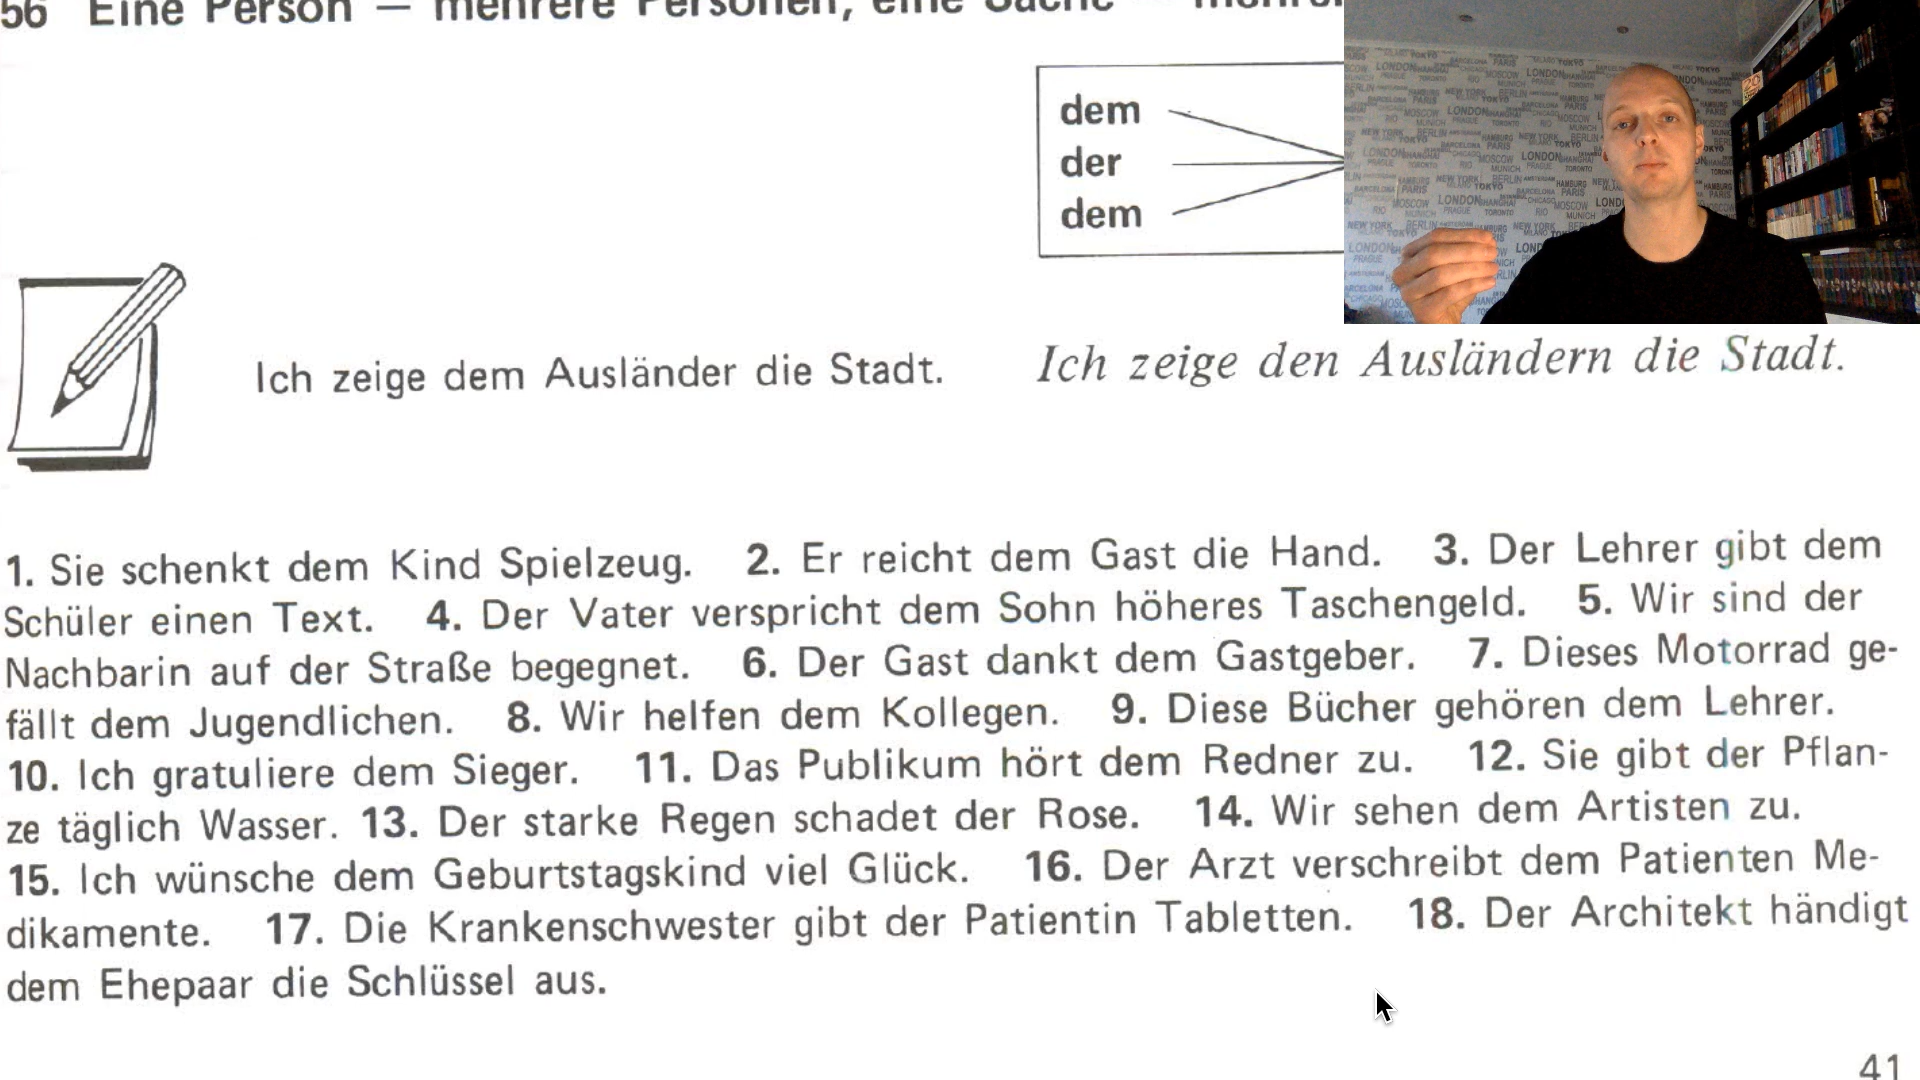 56 Eine Person — mehrere Personen, eine Sache
dem
der
dem
Ich zeige dem Ausländer die Stadt. Ich zeige den Ausländern die Stadt.
1. Sie schenkt dem Kind Spielzeug. 2. Er reicht dem Gast die Hand. 3. Der Lehrer gibt dem
Schüler einen Text. 4. Der Vater verspricht dem Sohn höheres Taschengeld. 5. Wir sind der
Nachbarin auf der Straße begegnet. 6. Der Gast dankt dem Gastgeber. 7. Dieses Motorrad ge-
fällt dem Jugendlichen. 8. Wir helfen dem Kollegen. 9. Diese Bücher gehören dem Lehrer.
10. Ich gratuliere dem Sieger. 11. Das Publikum hört dem Redner zu. 12. Sie gibt der Pflan-
ze täglich Wasser. 13. Der starke Regen schadet der Rose. 14. Wir sehen dem Artisten zu.
15. Ich wünsche dem Geburtstagskind viel Glück. 16. Der Arzt verschreibt dem Patienten Me-
dikamente. 17. Die Krankenschwester gibt der Patientin Tabletten. 18. Der Architekt händigt
dem Ehepaar die Schlüssel aus.
41